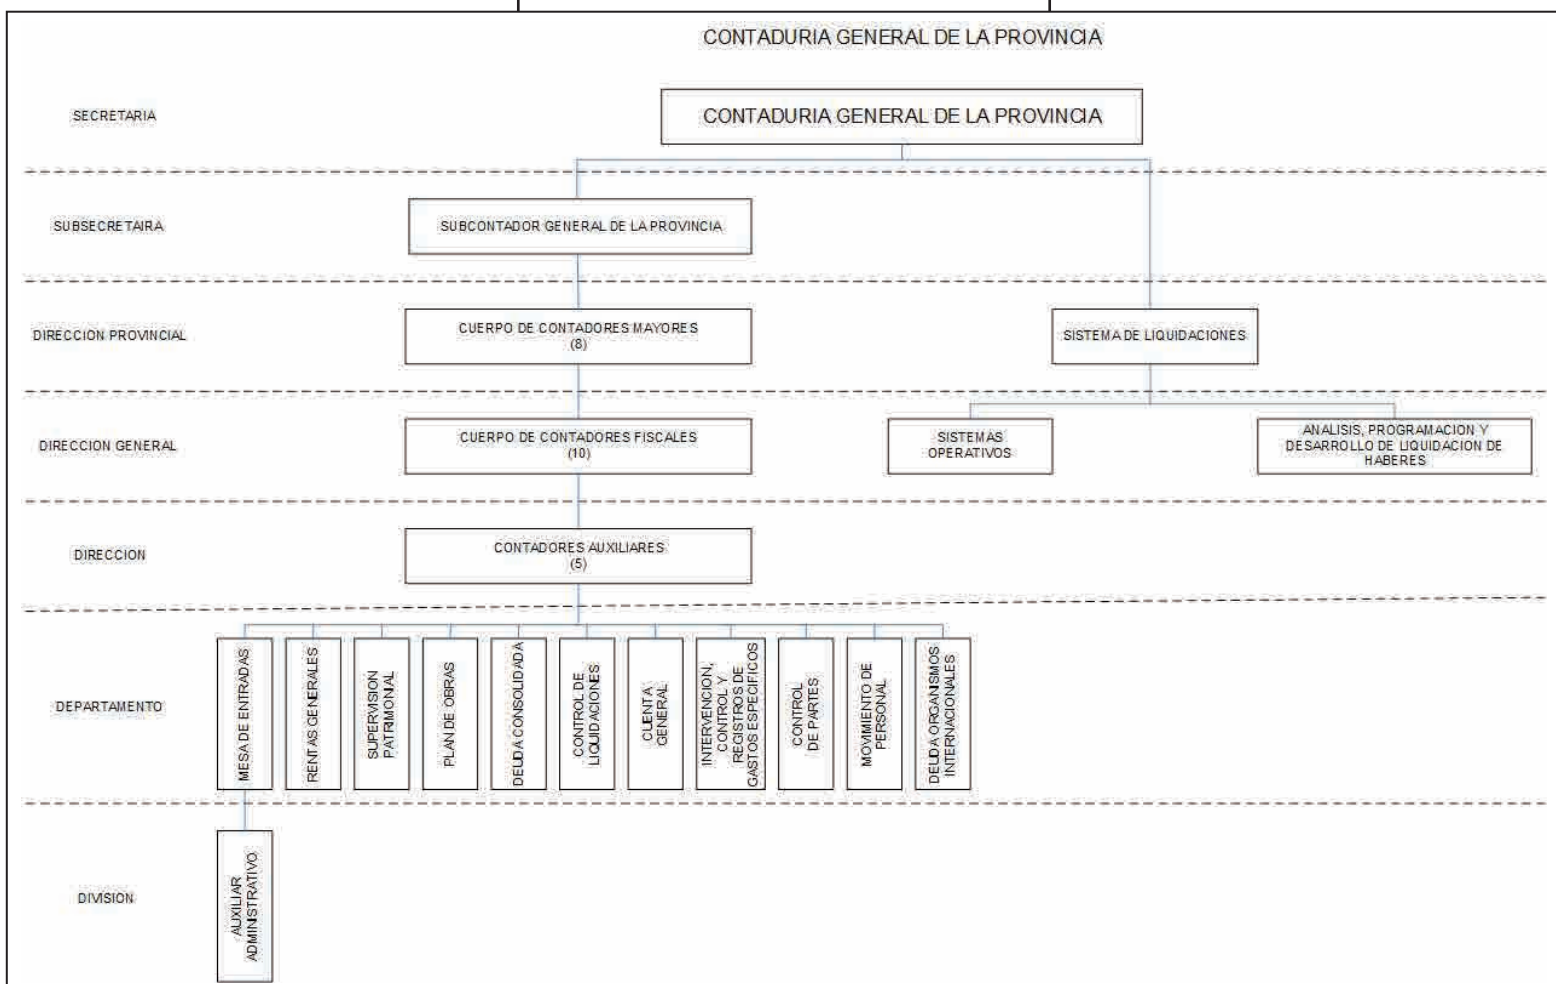 CONTADURIA GENERAL DE LA PROVINCIA
SECRETARIA
CONTADURIA GENERAL DE LA PROVINCIA
SUBSECRETAIRA
SUBCONTADOR GENERAL DE LA PROVINCIA
DIRECCION PROVINCIAL
CUERPO DE CONTADORES MAYORES
(8)
SISTEMA DE LIQUIDACIONES
DIRECCION GENERAL
CUERPO DE CONTADORES FISCALES
(10)
SISTEMAS
OPERATIVOS
ANALISIS, PROGRAMACION Y
DESARROLLO DE LIQUIDACION DE
HABERES
DIRECCION
CONTADORES AUXILIARES
(5)
DEPARTAMENTO
MESA DE ENTRADAS
RENTAS GENERALES
SUPERVISION
PATRIMONIAL
PLAN DE OBRAS
DEUDA CONSOLIDADA
CONTROL DE
LIQUIDACIONES
CUENTA
GENERAL
INTERVENCION,
CONTROL Y
REGISTROS DE
GASTOS ESPECIFICOS
CONTROL
DE PARTES
MOVIMIENTO DE
PERSONAL
DEUDA ORGANISMOS
INTERNACIONALES
DIVISION
AUXILIAR
ADMINISTRATIVO